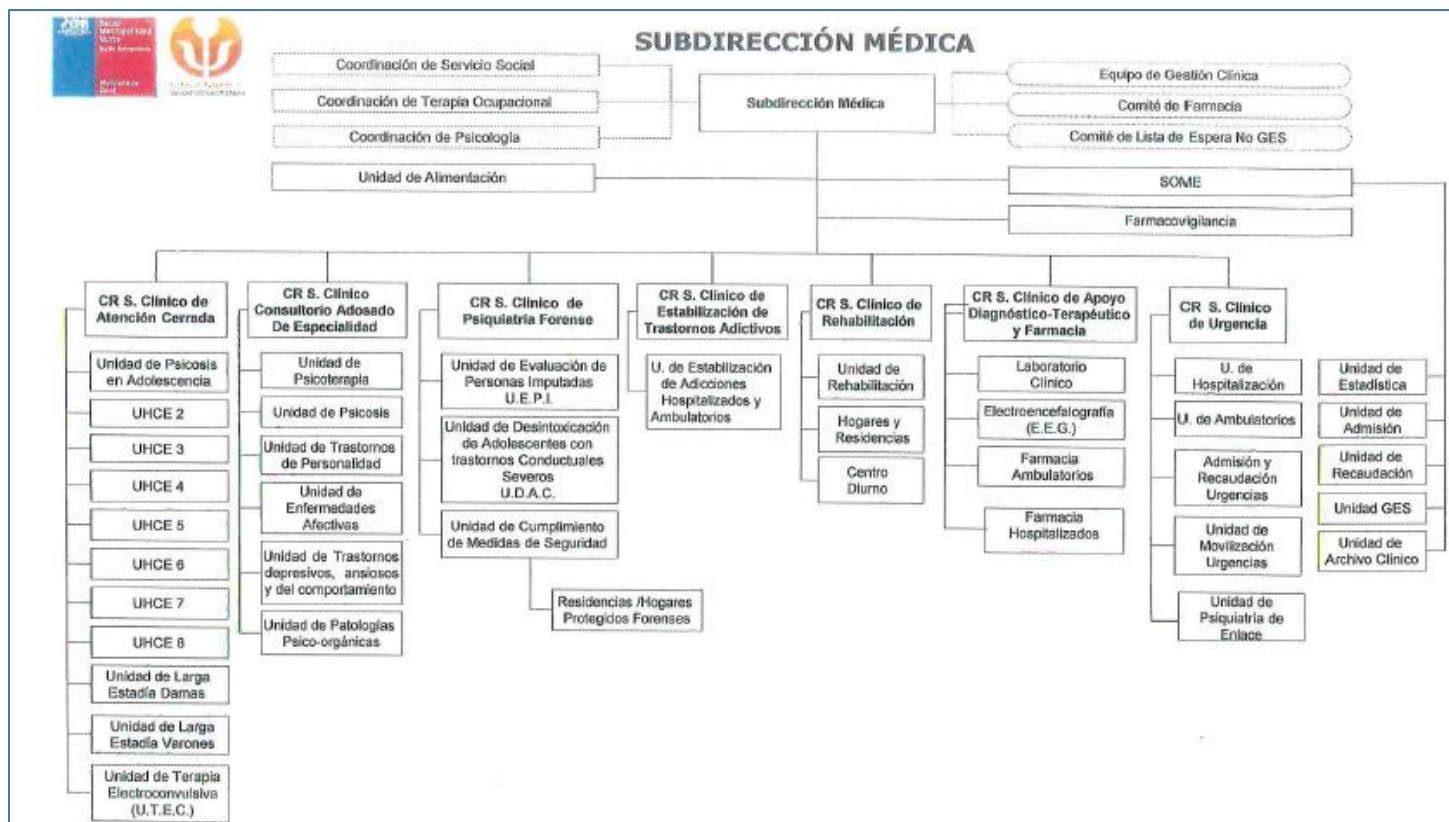 Metropolitano
Norte
SUBDIRECCIÓN MÉDICA
Coordinación de Servicio Social
Coordinación de Terapia Ocupacional
Coordinación de Psicología
Subdirección Médica
Equipo de Gestión Clínica
Comité de Farmacia
Comité de Lista de Espera No GES
Unidad de Alimentación
SOME
Farmacovigilancia
CR S. Clínico de
Atención Cerrada
Unidad de Psicosis
en Adolescencia
UHCE 2
UHCE 3
UHCE 4
UHCE 5
UHCE 6
UHCE 7
UHCE 8
Unidad de Larga
Estadía Damas
Unidad de Larga
Estadía Varones
Unidad de Terapia
Electroconvulsiva
(U.T.E.C.)
CR S. Clínico
Consultorio Adosado
De Especialidad
Unidad de
Psicoterapia
Unidad de Psicosis
Unidad de Trastornos
de Personalidad
Unidad de
Enfermedades
Afectivas
Unidad de Trastornos
depresivos, ansiosos
y del comportamiento
Unidad de Patologías
Psico-orgánicas
CR S. Clínico de
Psiquiatría Forense
Unidad de Evaluación de
Personas Imputadas
U.E.P.I.
Unidad de Desintoxicación
de Adolescentes con
trastornos Conductuales
Severos
U.D.A.C.
Unidad de Cumplimiento
de Medidas de Seguridad
Residencias /Hogares
Protegidos Forenses
CR S. Clínico de
Estabilización de
Trastornos Adictivos
U. de Estabilización
de Adicciones
Hospitalizados y
Ambulatorios
CR S. Clínico de
Rehabilitación
Unidad de
Rehabilitación
Hogares y
Residencias
Centro
Diurno
CR S. Clínico de Apoyo
Diagnóstico-Terapéutico
y Farmacia
Laboratorio
Clínico
Electroencefalografía
(E.E.G.)
Farmacia
Ambulatorios
Farmacia
Hospitalizados
CR S. Clínico
de Urgencia
U. de
Hospitalización
U. de Ambulatorios
Admisión y
Recaudación
Urgencias
Unidad de
Movilización
Urgencias
Unidad de
Psiquiatría de
Enlace
Unidad de
Estadística
Unidad de
Admisión
Unidad de
Recaudación
Unidad GES
Unidad de
Archivo Clínico